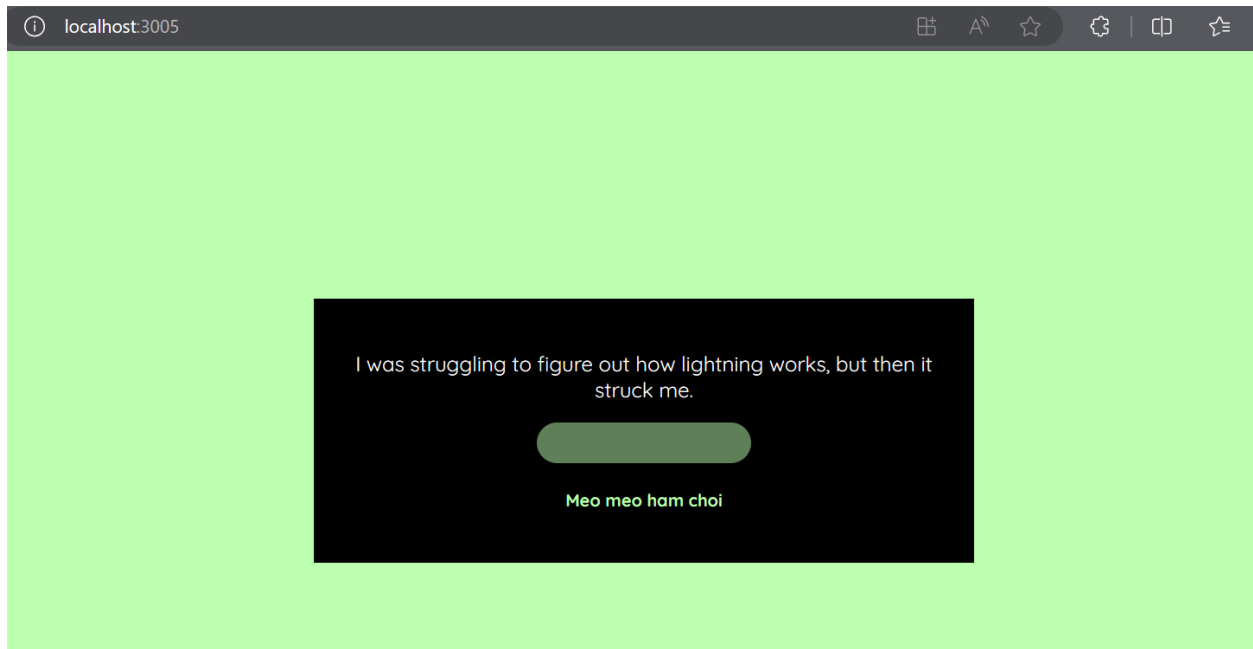 localhost:3005
I was struggling to figure out how lightning works, but then it
struck me.
Meo meo ham choi